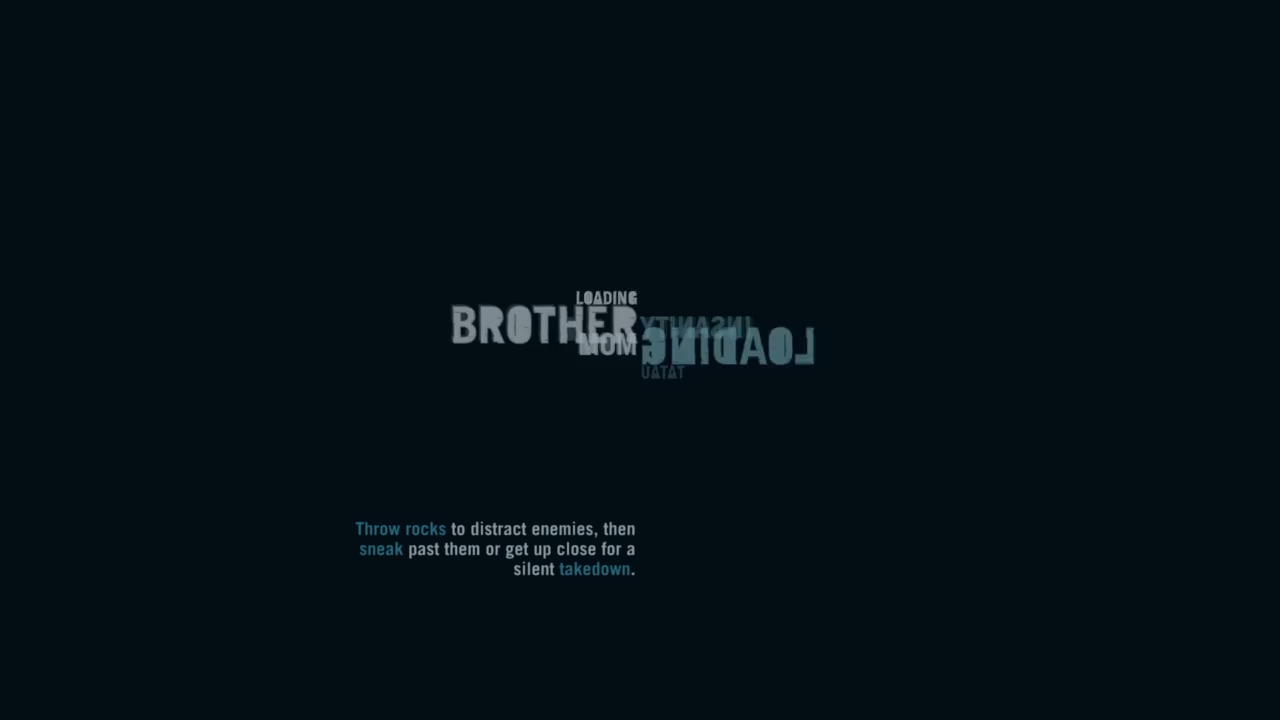 LOADING
BROTHER
MOM
INSANITY
LOADING
TATAU
Throw rocks to distract enemies, then
sneak past them or get up close for a
silent takedown.